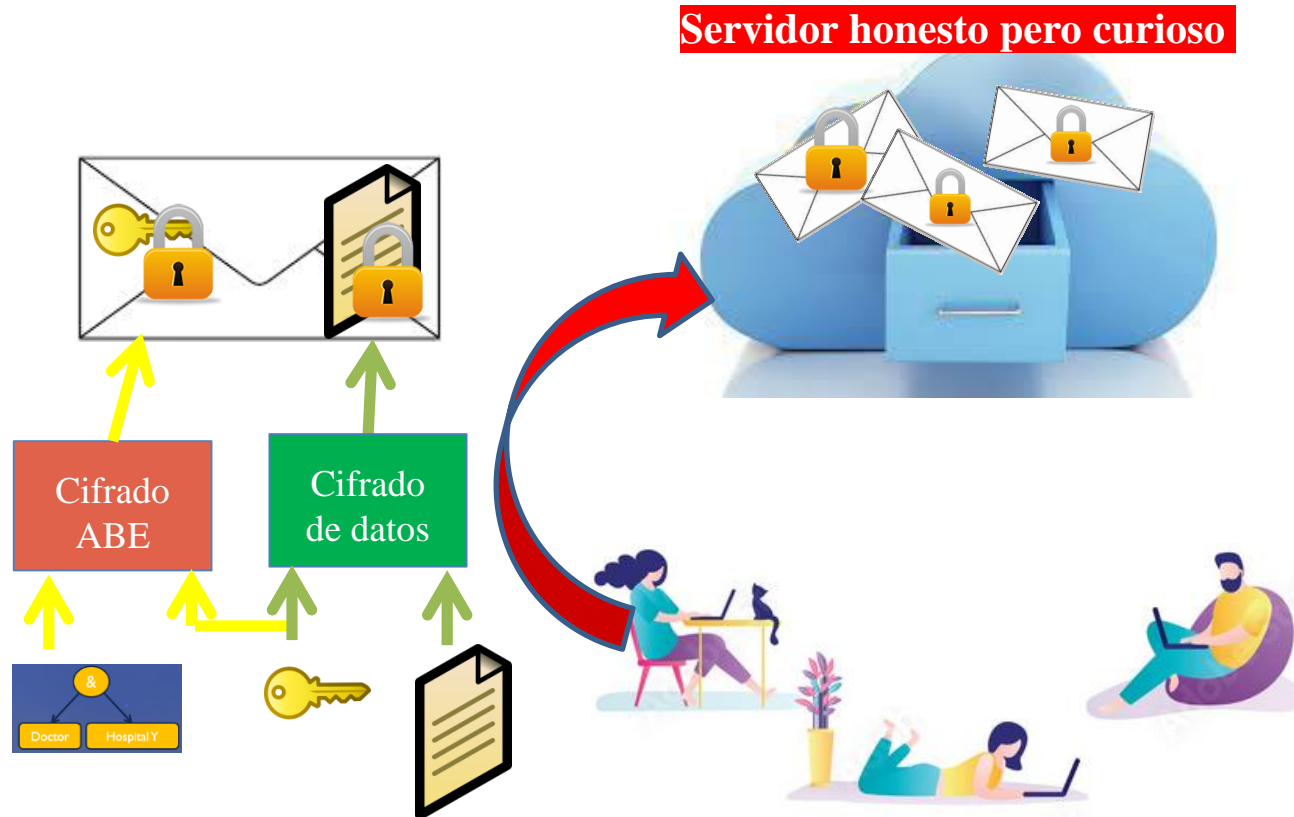 Servidor honesto pero curioso
Cifrado
ABE
Cifrado
de datos
&
Doctor
Hospital Y